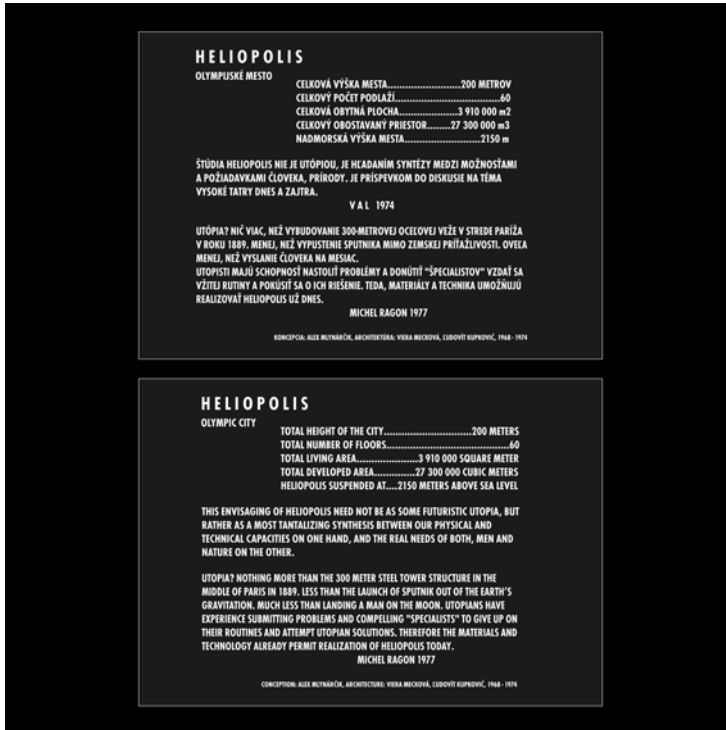 HELIOPOLIS
OLYMPIJSKÉ MESTO
CELKOVÁ VÝŠKA MESTA...........................200 METROV
CELKOVÝ POČET PODLAŽÍ.......................................60
CELKOVÁ OBYTNÁ PLOCHA......................3 910 000 m2
CELKOVÝ OBOSTAVANÝ PRIESTOR.........27 300 000 m3
NADMORSKÁ VÝŠKA MESTA............................2150 m
ŠTÚDIA HELIOPOLIS NIE JE UTÓPIOU, JE HĽADANÍM SYNTÉZY MEDZI MOŽNOSŤAMI
A POŽIADAVKAMI ČLOVEKA, PRÍRODY. JE PRÍSPEVKOM DO DISKUSIE NA TÉMA
VYSOKÉ TATRY DNES A ZAJTRA.
VAL 1974
UTÓPIA? NIČ VIAC, NEŽ VYBUDOVANIE 300-METROVEJ OCEĽOVEJ VEŽE V STREDE PARÍŽA
V ROKU 1889. MENEJ, NEŽ VYPUSTENIE SPUTNIKA MIMO ZEMSKEJ PRÍŤAŽLIVOSTI. OVEĽA
MENEJ, NEŽ VYSLANIE ČLOVEKA NA MESIAC.
UTOPISTI MAJÚ SCHOPNOSŤ NASTOLIŤ PROBLÉMY A DONÚTIŤ "ŠPECIALISTOV" VZDAŤ SA
VŽITEJ RUTINY A POKÚSIŤ SA O ICH RIEŠENIE. TEDA, MATERIÁLY A TECHNIKA UMOŽŇUJÚ
REALIZOVAŤ HELIOPOLIS UŽ DNES.
MICHEL RAGON 1977
KONCEPCIA: ALEX MLYNÁRČIK, ARCHITEKTÚRA: VIERA MECKOVÁ, ĽUDOVÍT KUPKOVIČ, 1968 - 1974
HELIOPOLIS
OLYMPIC CITY
TOTAL HEIGHT OF THE CITY................................200 METERS
TOTAL NUMBER OF FLOORS.............................................60
TOTAL LIVING AREA......................3 910 000 SQUARE METER
TOTAL DEVELOPED AREA...............27 300 000 CUBIC METERS
HELIOPOLIS SUSPENDED AT....2150 METERS ABOVE SEA LEVEL
THIS ENVISAGING OF HELIOPOLIS NEED NOT BE AS SOME FUTURISTIC UTOPIA, BUT
RATHER AS A MOST TANTALIZING SYNTHESIS BETWEEN OUR PHYSICAL AND
TECHNICAL CAPACITIES ON ONE HAND, AND THE REAL NEEDS OF BOTH, MEN AND
NATURE ON THE OTHER.
UTOPIA? NOTHING MORE THAN THE 300 METER STEEL TOWER STRUCTURE IN THE
MIDDLE OF PARIS IN 1889. LESS THAN THE LAUNCH OF SPUTNIK OUT OF THE EARTH'S
GRAVITATION. MUCH LESS THAN LANDING A MAN ON THE MOON. UTOPIANS HAVE
EXPERIENCE SUBMITTING PROBLEMS AND COMPELLING "SPECIALISTS" TO GIVE UP ON
THEIR ROUTINES AND ATTEMPT UTOPIAN SOLUTIONS. THEREFORE THE MATERIALS AND
TECHNOLOGY ALREADY PERMIT REALIZATION OF HELIOPOLIS TODAY.
MICHEL RAGON 1977
CONCEPTION: ALEX MLYNÁRČIK, ARCHITECTURE: VIERA MECKOVÁ, ĽUDOVÍT KUPKOVIČ, 1968 - 1974